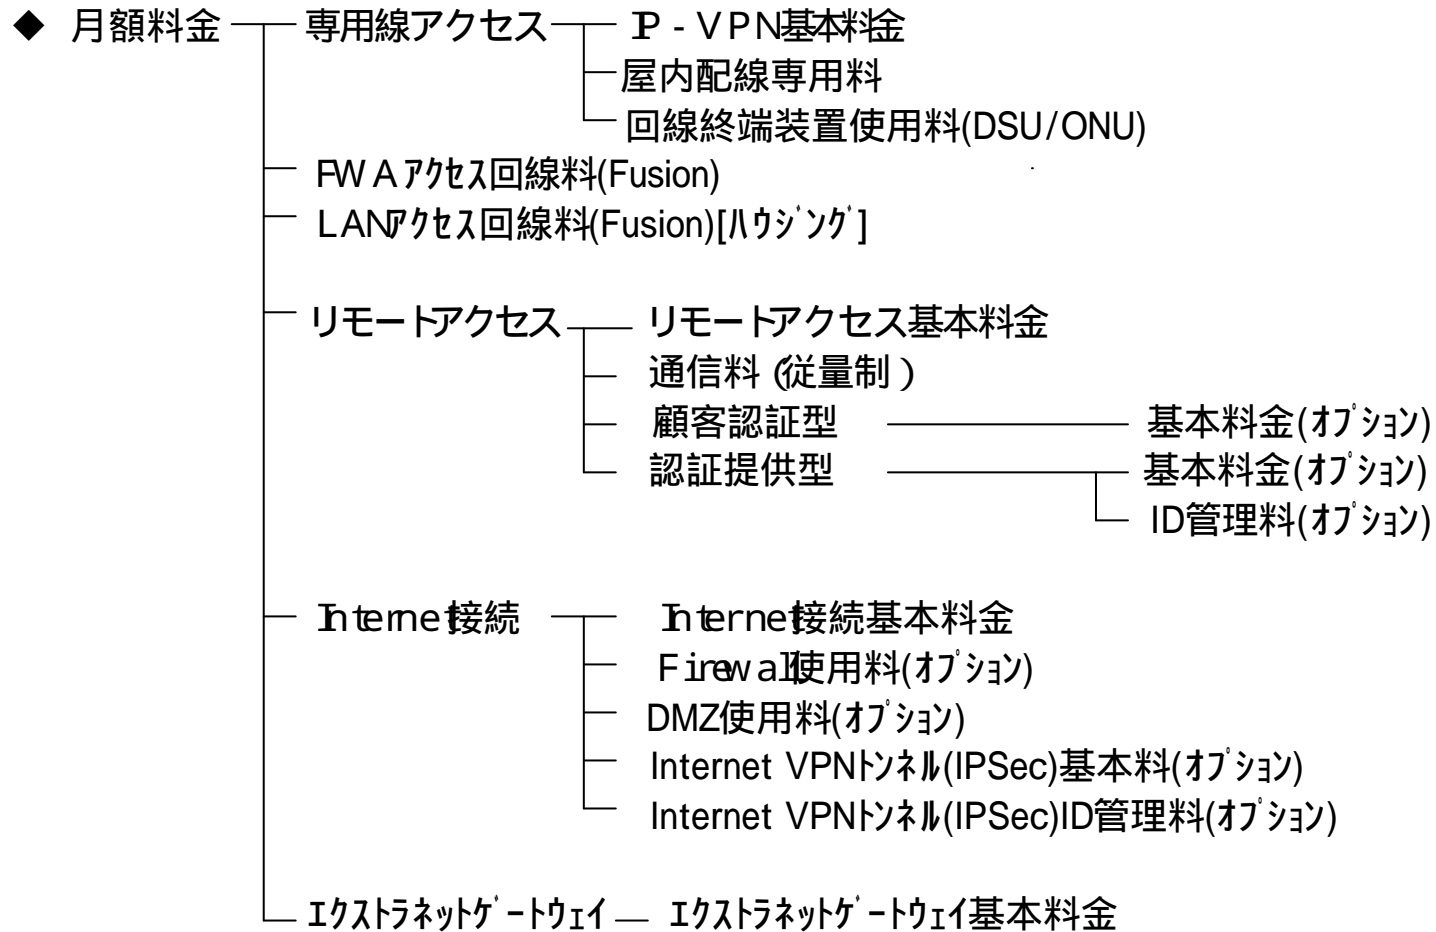 ◆ 月額料金 専用線アクセス IP-VPN基本料金
屋内配線専用料
回線終端装置使用料(DSU/ONU)
FWAｱｸｾｽ回線料(Fusion)
LANｱｸｾｽ回線料(Fusion)[ﾊｳｼﾞﾝｸﾞ]
リモートアクセス リモートアクセス基本料金
通信料(従量制)
顧客認証型 基本料金(ｵﾌﾟｼｮﾝ)
認証提供型 基本料金(ｵﾌﾟｼｮﾝ)
ID管理料(ｵﾌﾟｼｮﾝ)
Internet接続 Internet接続基本料金
Firewall使用料(ｵﾌﾟｼｮﾝ)
DMZ使用料(ｵﾌﾟｼｮﾝ)
Internet VPNﾄﾝﾈﾙ(IPSec)基本料(ｵﾌﾟｼｮﾝ)
Internet VPNﾄﾝﾈﾙ(IPSec)ID管理料(ｵﾌﾟｼｮﾝ)
ｴｸｽﾄﾗﾈｯﾄｹﾞｰﾄｳｪｲ ｴｸｽﾄﾗﾈｯﾄｹﾞｰﾄｳｪｲ基本料金